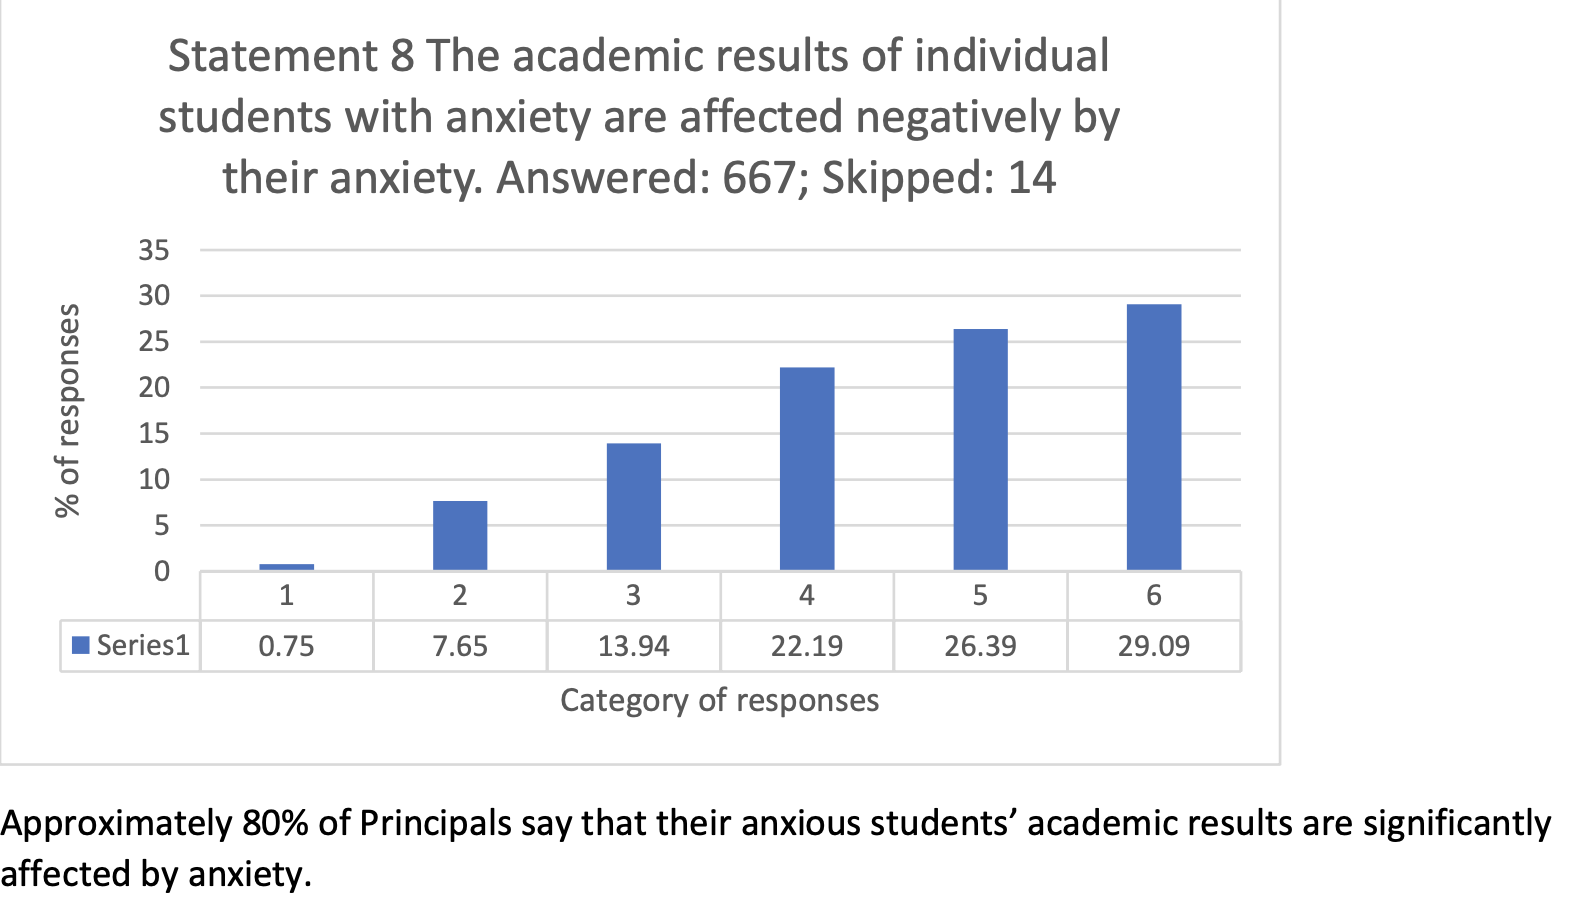 Statement 8 The academic results of individual
students with anxiety are affected negatively by
their anxiety. Answered: 667; Skipped: 14
35
30
25
20
15
10
5
0
% of responses
1 2 3 4 5 6
Series1 0.75 7.65 13.94 22.19 26.39 29.09
Category of responses
Approximately 80% of Principals say that their anxious students’ academic results are significantly
affected by anxiety.